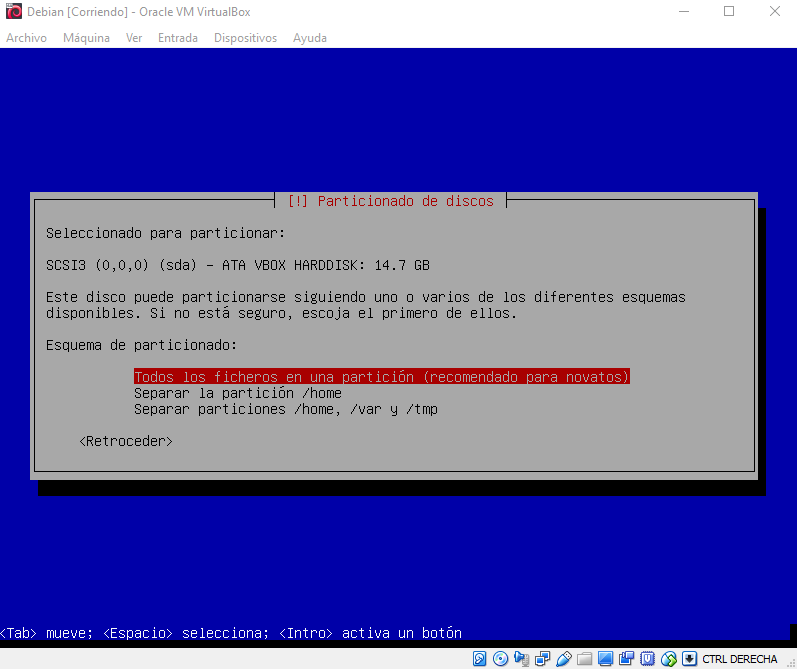 Debian [Corriendo] - Oracle VM VirtualBox
Archivo Máquina Ver Entrada Dispositivos Ayuda
[!] Particionado de discos
Seleccionado para particionar:
SCSI3 (0,0,0) (sda) - ATA VBOX HARDDISK: 14.7 GB
Este disco puede particionarse siguiendo uno o varios de los diferentes esquemas
disponibles. Si no está seguro, escoja el primero de ellos.
Esquema de particionado:
Todos los ficheros en una partición (recomendado para novatos)
Separar la partición /home
Separar particiones /home, /var y /tmp
<Retroceder>
<Tab> mueve; <Espacio> selecciona; <Intro> activa un botón
CTRL DERECHA